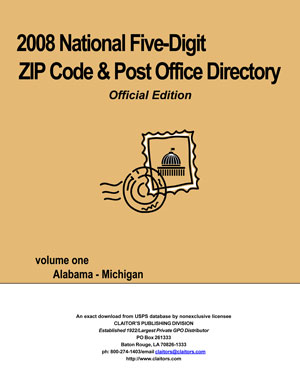 2008 National Five-Digit
ZIP Code & Post Office Directory
Official Edition
volume one
Alabama - Michigan
An exact download from USPS database by nonexclusive licensees
CLAITOR'S PUBLISHING DIVISION
Established 1922/Largest Private GPO Distributor
PO Box 261333
Baton Rouge, LA 70826-1333
ph: 800-274-1403/email claitors@claitors.com
http://www.claitors.com